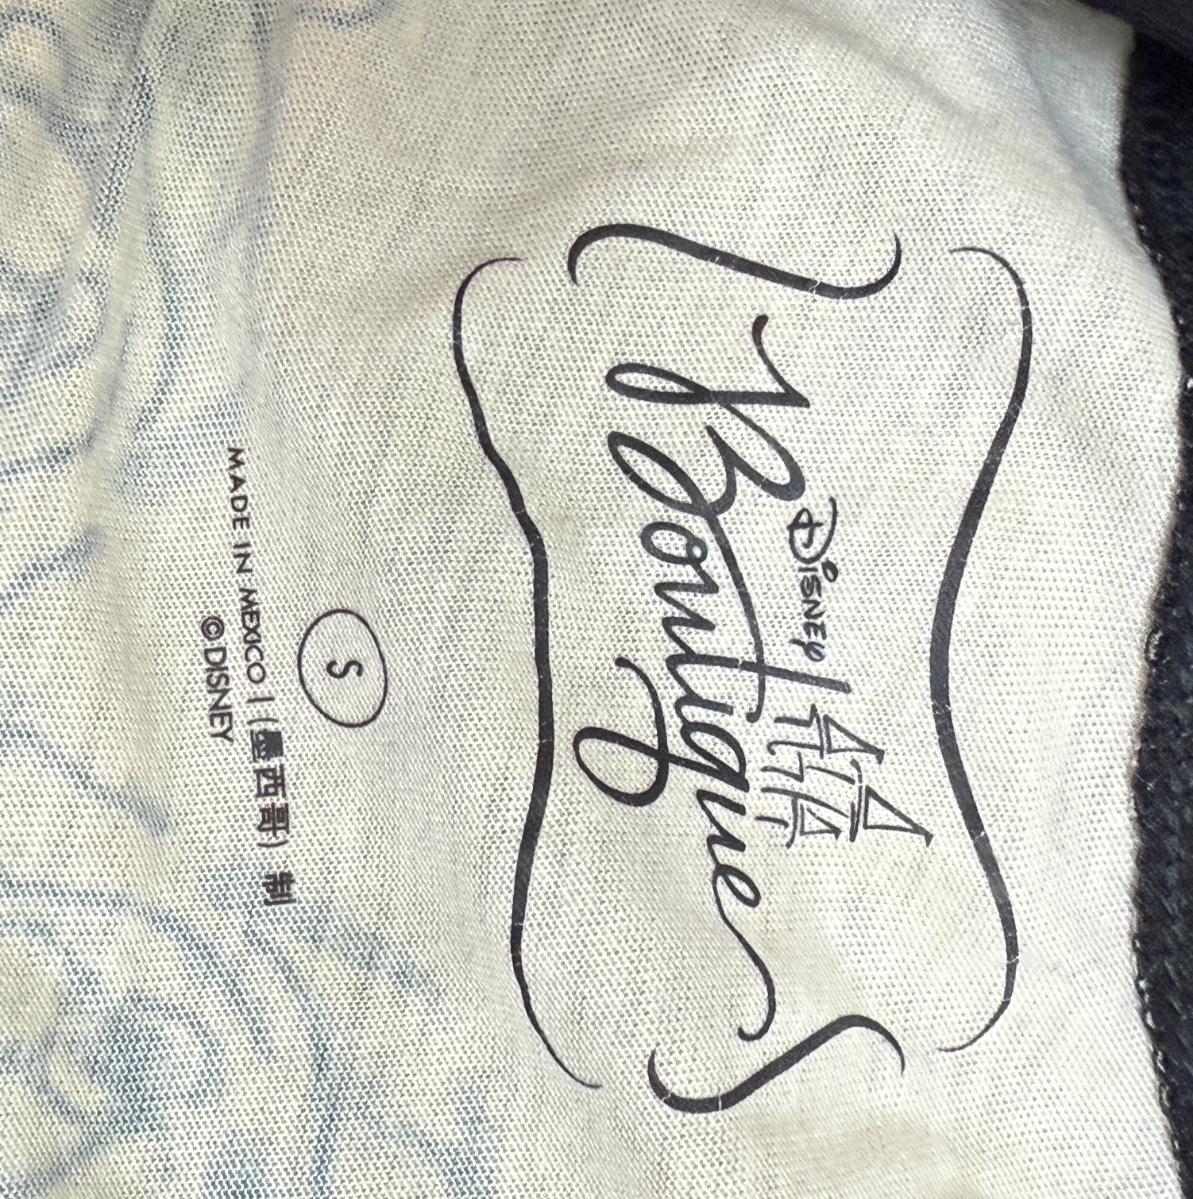 DISNEY
Boutique
S
MADE IN MEXICO | (墨西哥) 制
©DISNEY